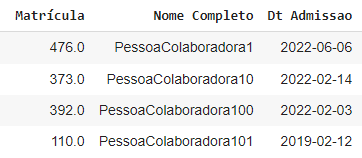 Matrícula Nome Completo Dt Admissao
476.0 PessoaColaboradora1 2022-06-06
373.0 PessoaColaboradora10 2022-02-14
392.0 PessoaColaboradora100 2022-02-03
110.0 PessoaColaboradora101 2019-02-12